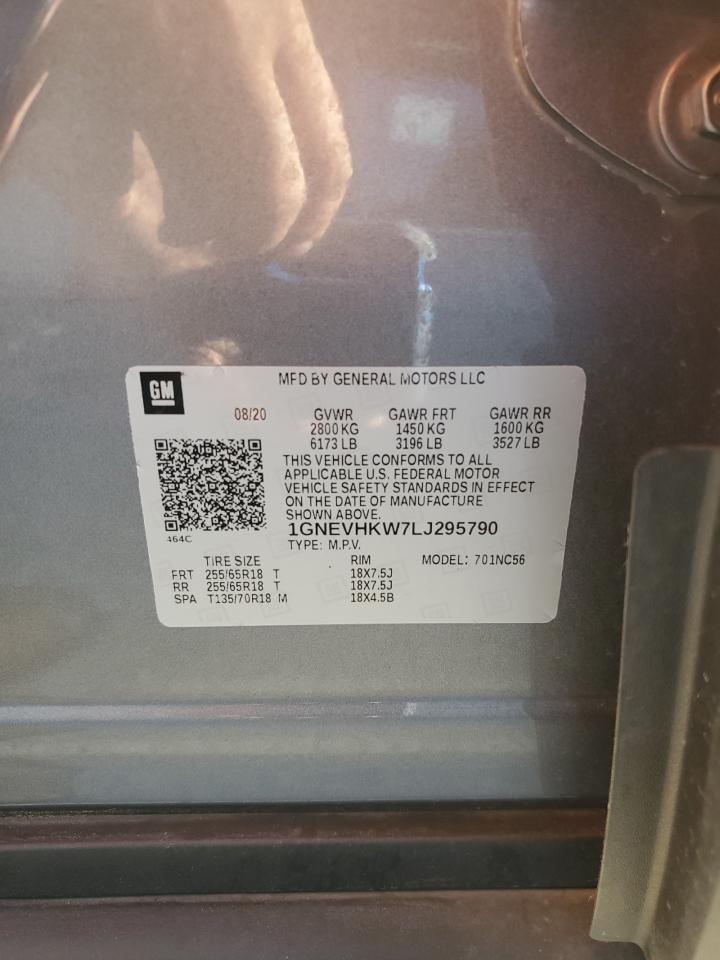 GM
MFD BY GENERAL MOTORS LLC
08/20 GVWR GAWR FRT GAWR RR
2800 KG 1450 KG 1600 KG
6173 LB 3196 LB 3527 LB
THIS VEHICLE CONFORMS TO ALL
APPLICABLE U.S. FEDERAL MOTOR
VEHICLE SAFETY STANDARDS IN EFFECT
ON THE DATE OF MANUFACTURE
SHOWN ABOVE.
464C
1GNEVHKW7LJ295790
TYPE: M.P.V.
TIRE SIZE RIM MODEL: 701NC56
FRT 255/65R18 T 18X7.5J
RR 255/65R18 T 18X7.5J
SPA T135/70R18 M 18X4.5B